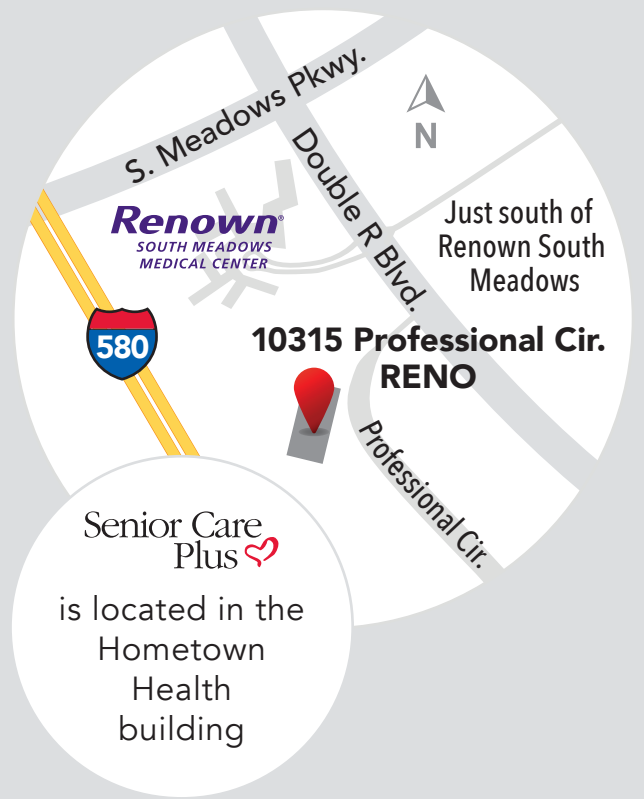 S. Meadows Pkwy.
N
Double R Blvd.
Renown®
SOUTH MEADOWS
MEDICAL CENTER
Just south of
Renown South
Meadows
580
10315 Professional Cir.
RENO
Professional Cir.
Senior Care
Plus
is located in the
Hometown
Health
building